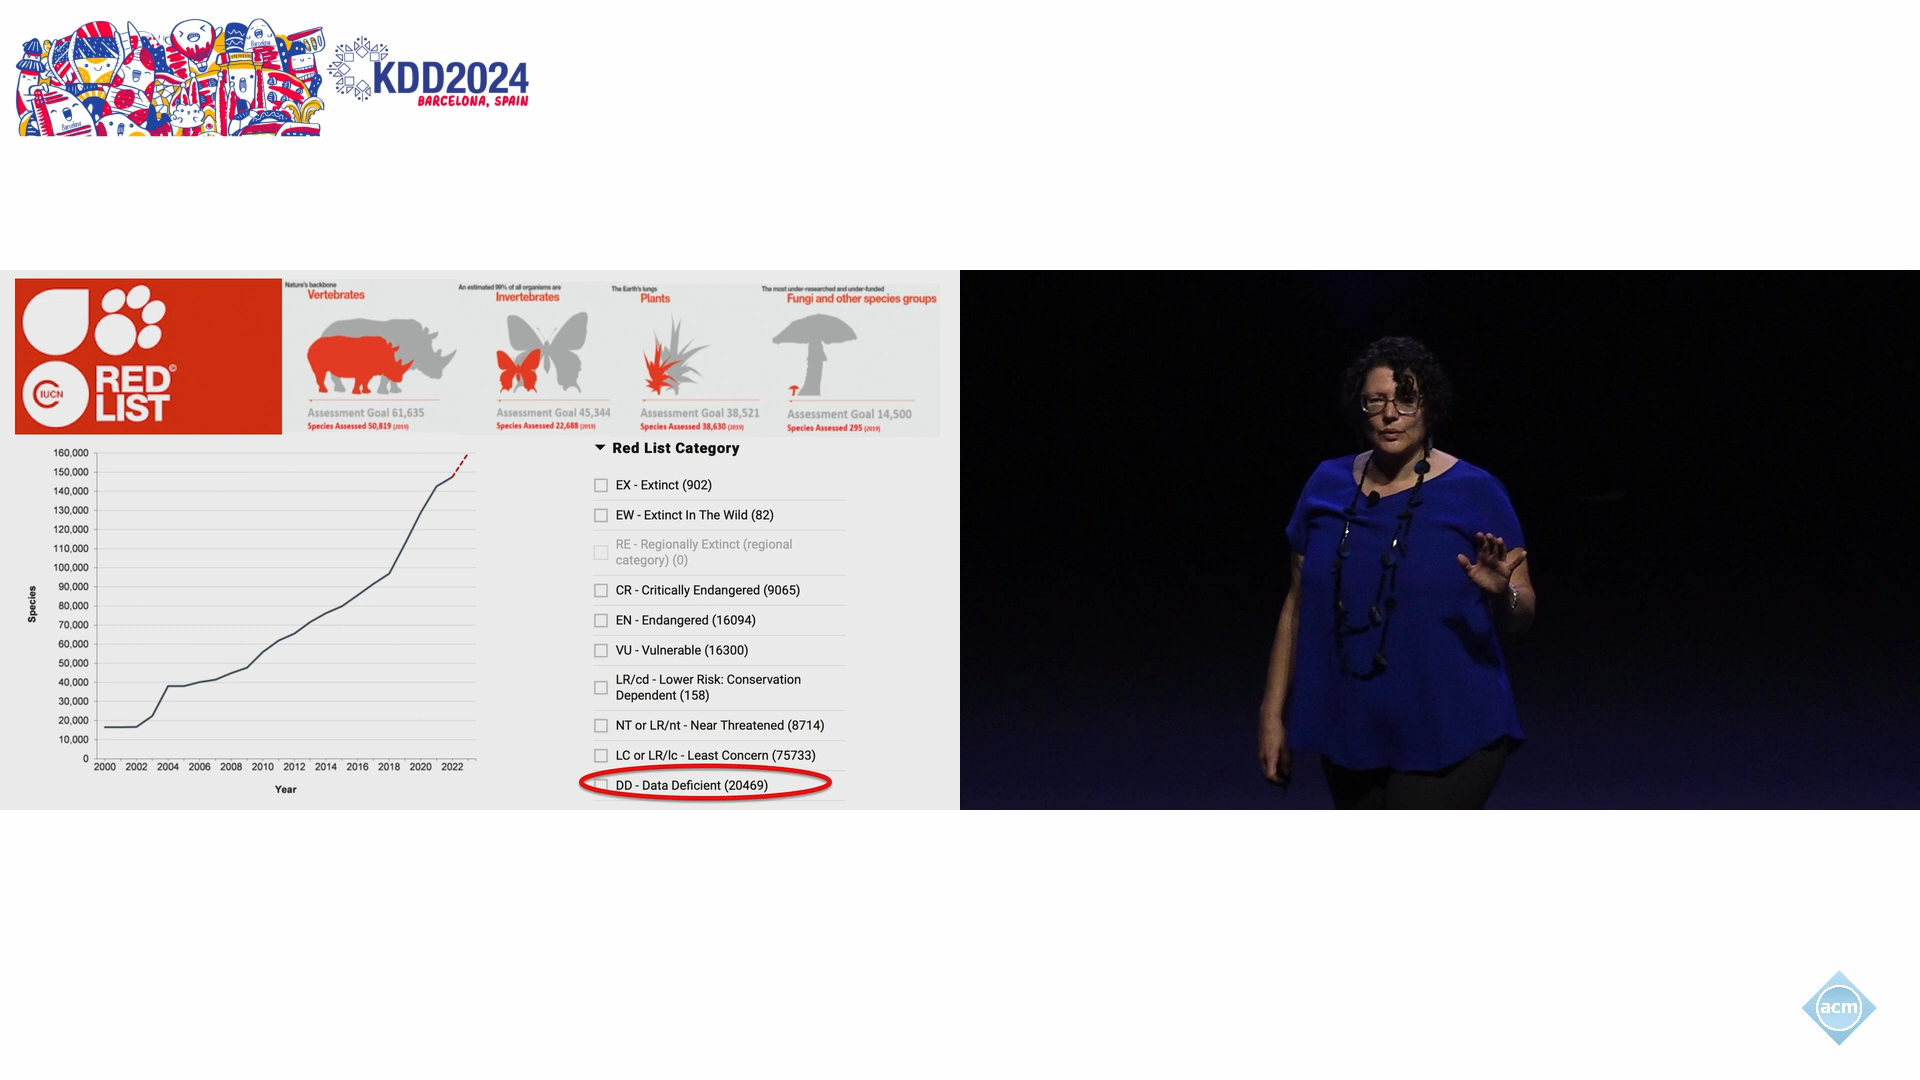 KDD2024
BARCELONA, SPAIN
IUCN
RED
LIST
©
Nature's backbone
Vertebrates
Assessment Goal 61,635
Species Assessed 50,819 (2019)
An estimated 99% of all organisms are
Invertebrates
Assessment Goal 45,344
Species Assessed 22,688 (2019)
The Earth's lungs
Plants
Assessment Goal 38,521
Species Assessed 38,630 (2019)
The most under-researched and under-funded
Fungi and other species groups
Assessment Goal 14,500
Species Assessed 295 (2019)
160,000
150,000
140,000
130,000
120,000
110,000
100,000
90,000
80,000
70,000
60,000
50,000
40,000
30,000
20,000
10,000
0
Species
2000 2002 2004 2006 2008 2010 2012 2014 2016 2018 2020 2022
Year
Red List Category
EX - Extinct (902)
EW - Extinct In The Wild (82)
RE - Regionally Extinct (regional
category) (0)
CR - Critically Endangered (9065)
EN - Endangered (16094)
VU - Vulnerable (16300)
LR/cd - Lower Risk: Conservation
Dependent (158)
NT or LR/nt - Near Threatened (8714)
LC or LR/lc - Least Concern (75733)
DD - Data Deficient (20469)
acm